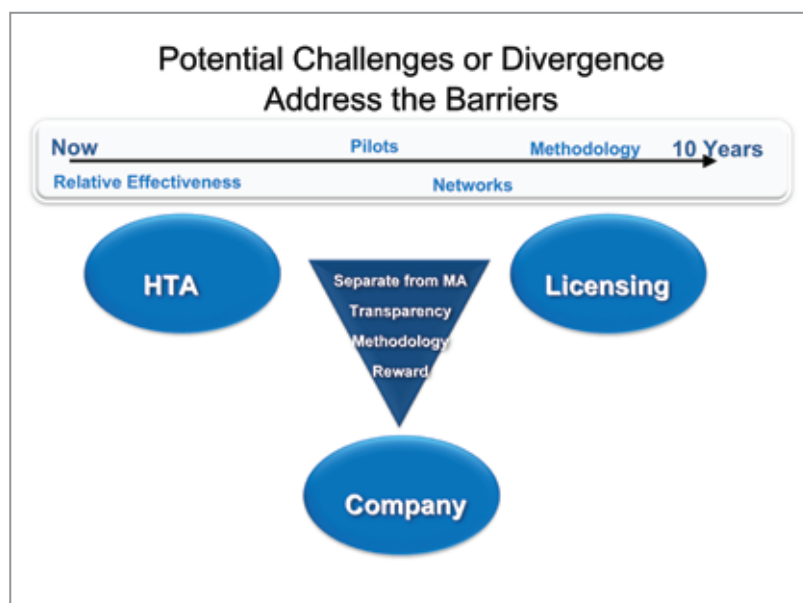 Potential Challenges or Divergence
Address the Barriers
Now
Pilots
Methodology
10 Years
Relative Effectiveness
Networks
HTA
Separate from MA
Transparency
Methodology
Reward
Licensing
Company